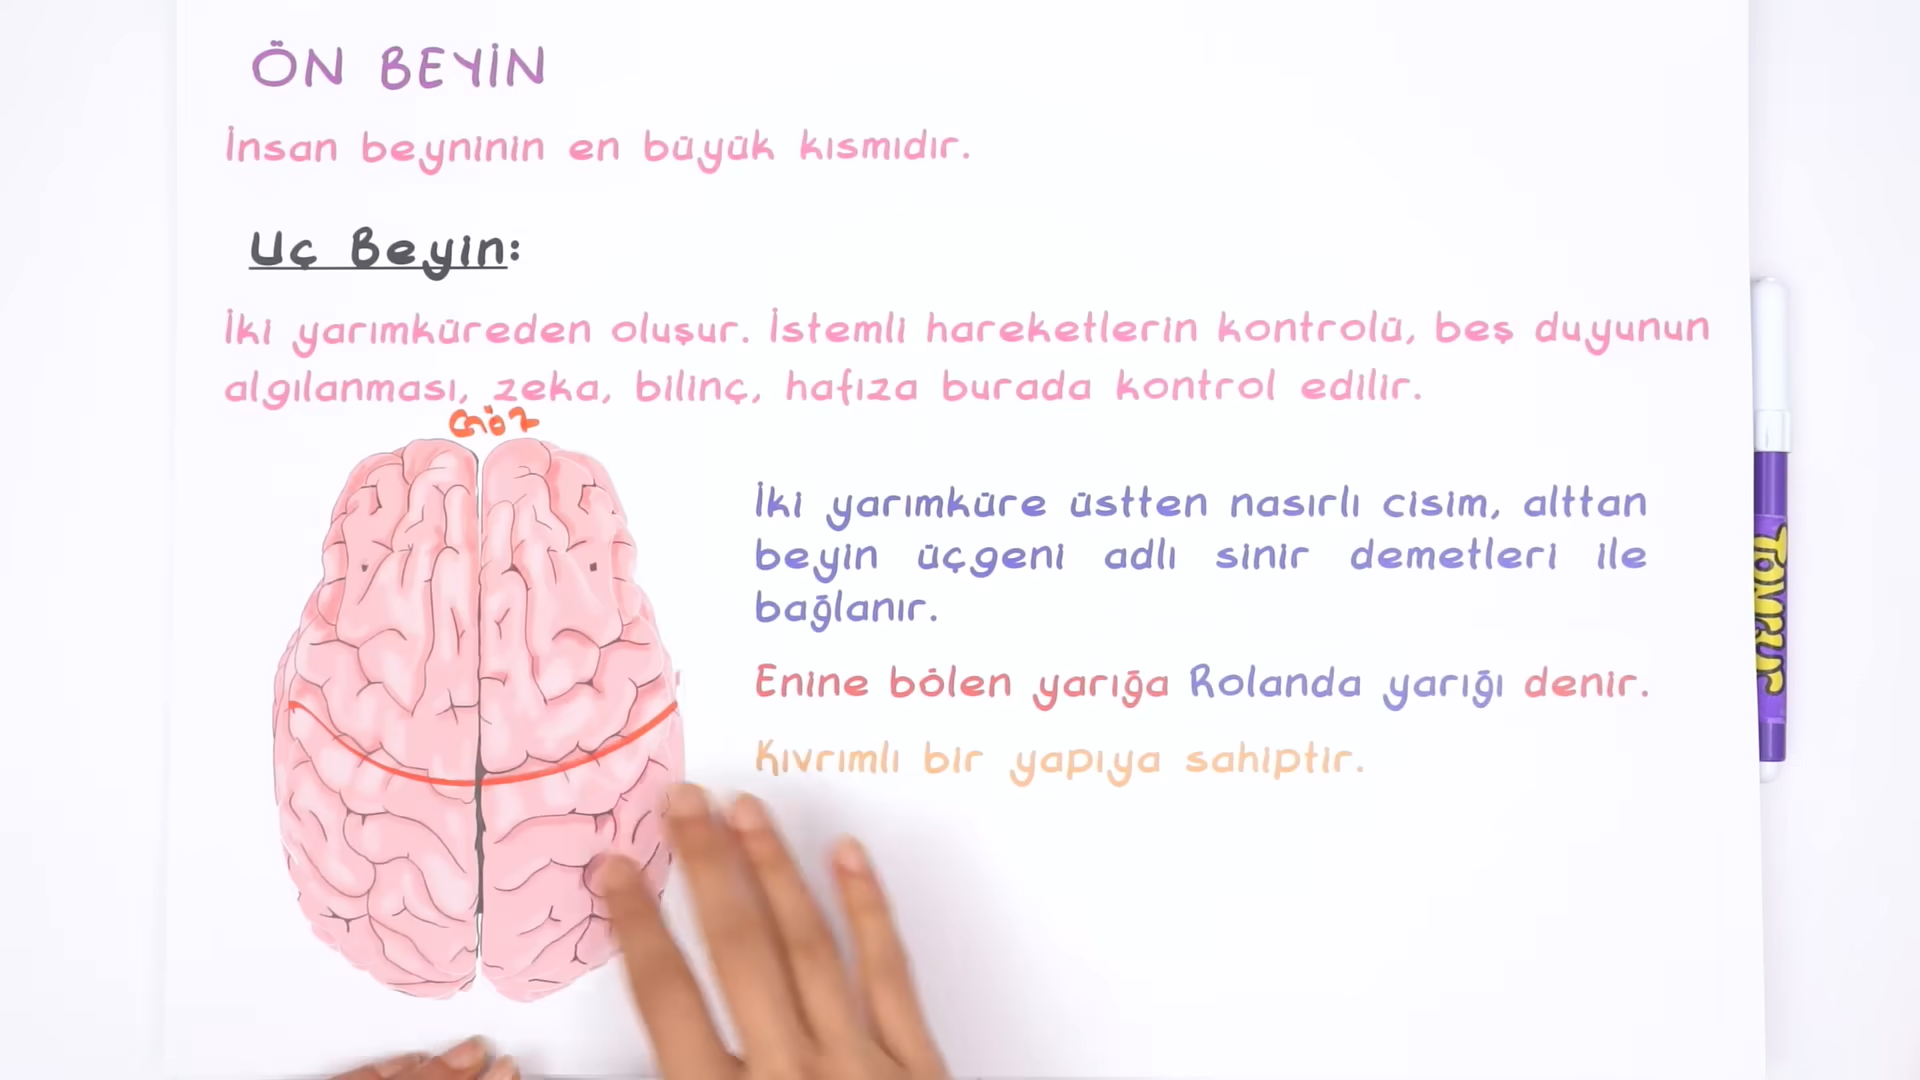 ÖN BEYİN
İnsan beyninin en büyük kısmıdır.
Uç Beyin:
İki yarımküreden oluşur. İstemli hareketlerin kontrolü, beş duyunun
algılanması, zeka, bilinç, hafıza burada kontrol edilir.
Göz
İki yarımküre üstten nasırlı cisim, alttan
beyin üçgeni adlı sinir demetleri ile
bağlanır.
Enine bölen yarığa Rolanda yarığı denir.
Kıvrımlı bir yapıya sahiptir.
TOMBUL